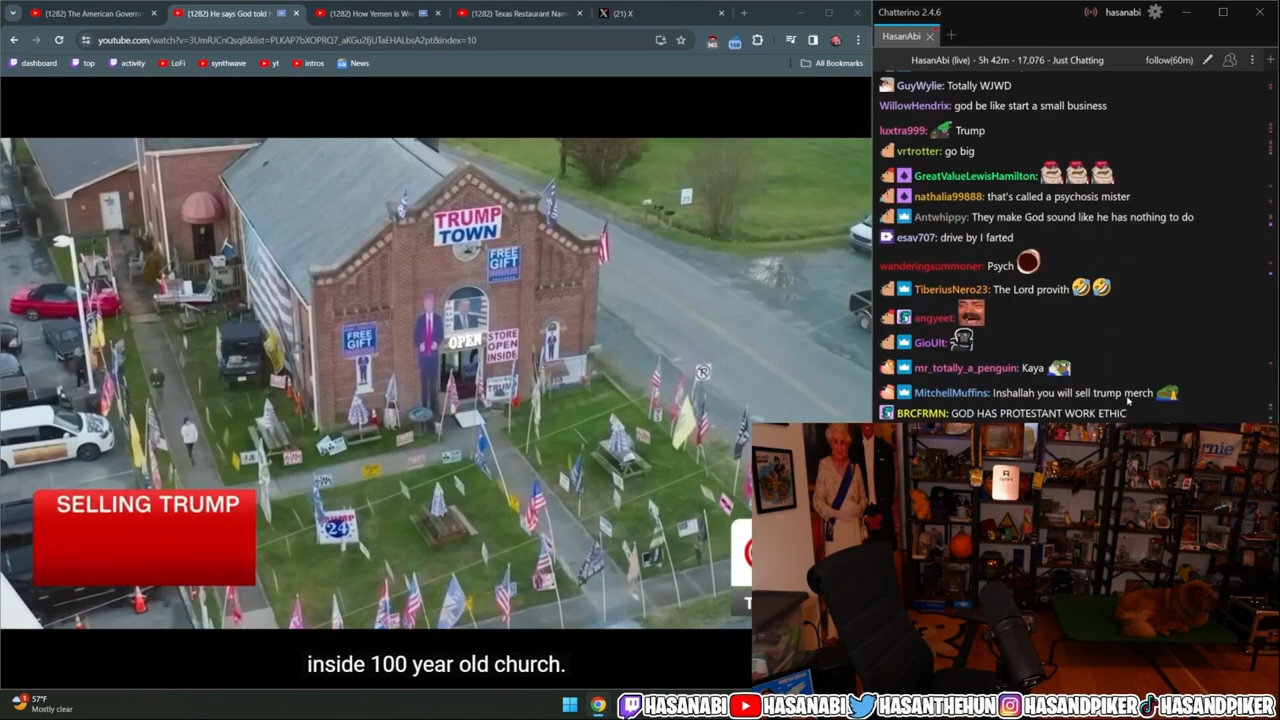 (1282) The American Govern
(1282) He says God told
(1282) How Yemen is Wre
(1282) Texas Restaurant Nam
(21) X
youtube.com/watch?v=3UmRJCnQsq8&list=PLKAP7bXOPRQ7_aKGu2fjUTaEHALbsA2pt&index=10
dashboard
top
activity
LoFi
synthwave
yt
intros
News
All Bookmarks
TRUMP
TOWN
FREE
GIFT
FREE
GIFT
OPEN
STORE
OPEN
INSIDE
TRUMP
24
SELLING TRUMP
inside 100 year old church.
Chatterino 2.4.6
hasanabi
HasanAbi
HasanAbi (live) - 5h 42m - 17,076 - Just Chatting
follow(60m)
GuyWylie: Totally WJWD
WillowHendrix: god be like start a small business
luxtra999: Trump
vrtrotter: go big
GreatValueLewisHamilton:
nathalia99888: that's called a psychosis mister
Antwhippy: They make God sound like he has nothing to do
esav707: drive by I farted
wanderingsummoner: Psych
TiberiusNero23: The Lord provith 🤣🤣
angyeet:
GioUlt:
mr_totally_a_penguin: Kaya
MitchellMuffins: Inshallah you will sell trump merch
BRCFRMN: GOD HAS PROTESTANT WORK ETHIC
ernie
57°F
Mostly clear
HASANABI
HASANABI
HASANTHEHUN
HASANDPIKER
HASANDPIKER